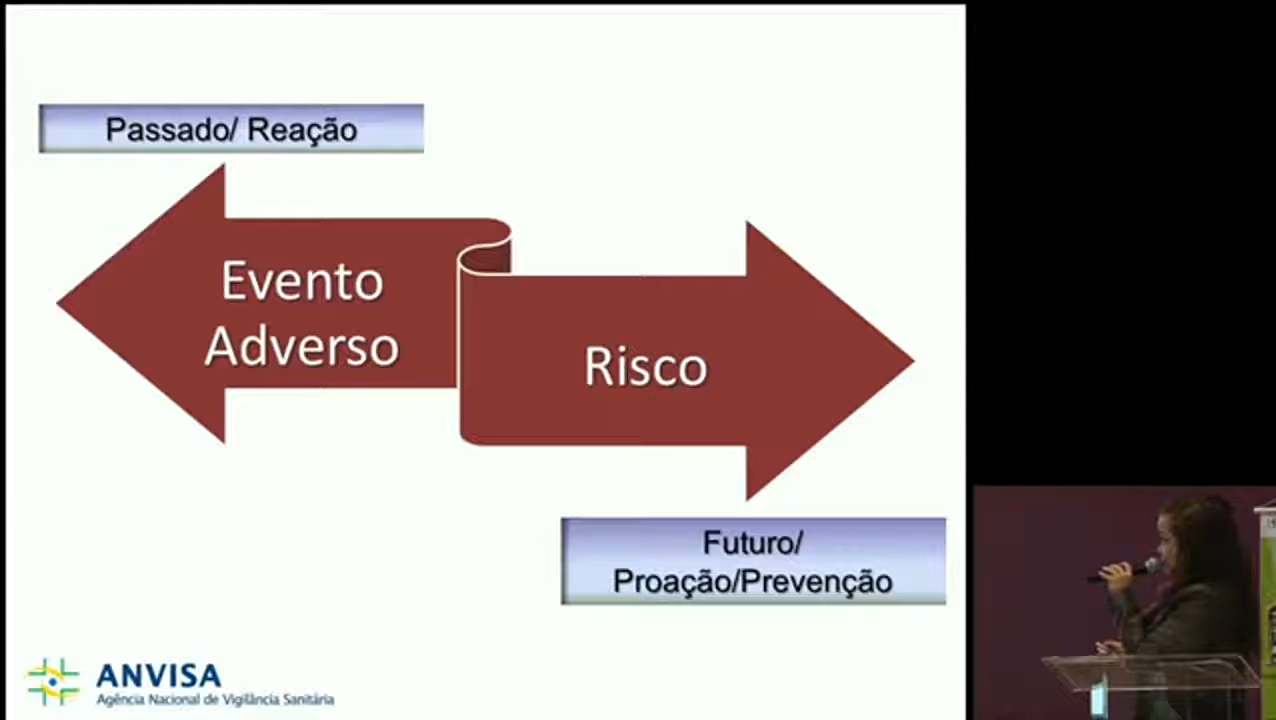 Passado/ Reação
Evento
Adverso
Risco
Futuro/
Proação/Prevenção
ANVISA
Agência Nacional de Vigilância Sanitária